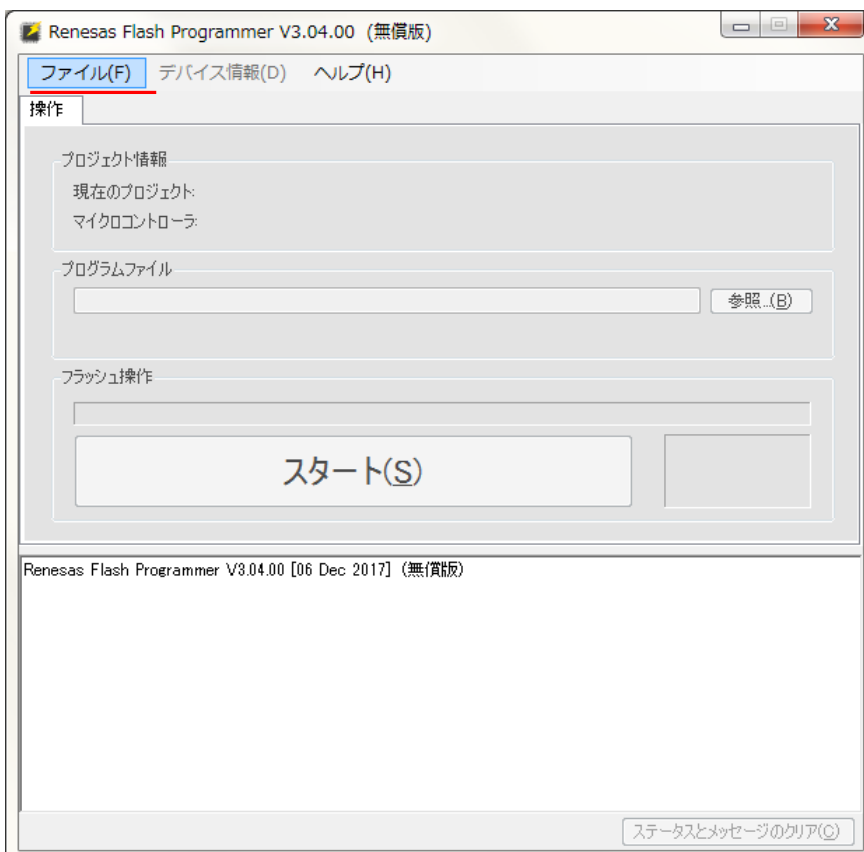 Renesas Flash Programmer V3.04.00 (無償版)
ファイル(F) デバイス情報(D) ヘルプ(H)
操作
プロジェクト情報
現在のプロジェクト:
マイクロコントローラ:
プログラムファイル
参照...(B)
フラッシュ操作
スタート(S)
Renesas Flash Programmer V3.04.00 [06 Dec 2017] (無償版)
ステータスとメッセージのクリア(C)